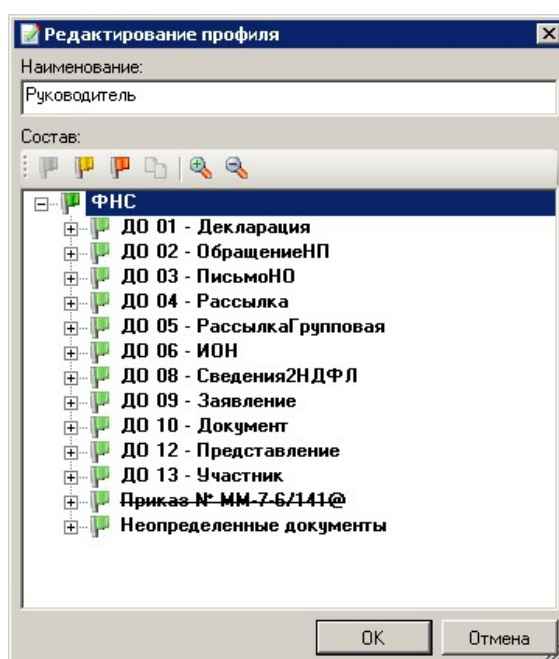 Редактирование профиля
Наименование:
Руководитель
Состав:
ФНС
ДО 01 - Декларация
ДО 02 - ОбращениеНП
ДО 03 - ПисьмоНО
ДО 04 - Рассылка
ДО 05 - РассылкаГрупповая
ДО 06 - ИОН
ДО 08 - Сведения2НДФЛ
ДО 09 - Заявление
ДО 10 - Документ
ДО 12 - Представление
ДО 13 - Участник
Приказ № ММ-7-6/141@
Неопределенные документы
OK Отмена